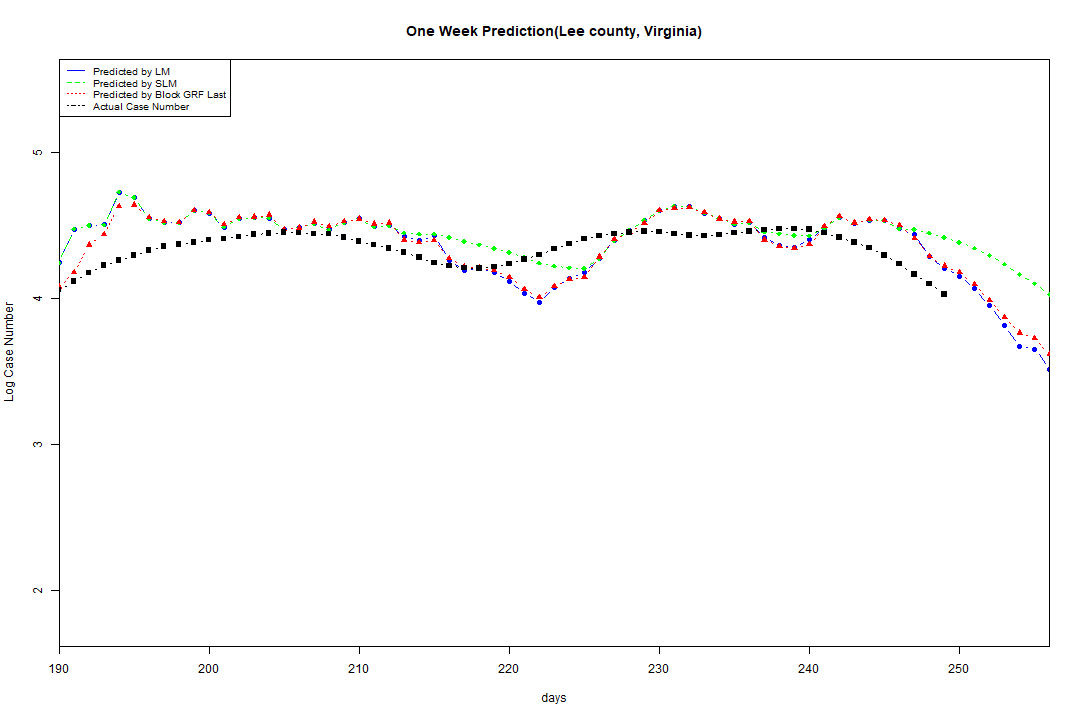 One Week Prediction(Lee county, Virginia)
Predicted by LM
Predicted by SLM
Predicted by Block GRF Last
Actual Case Number
5
4
3
2
Log Case Number
190 200 210 220 230 240 250
days